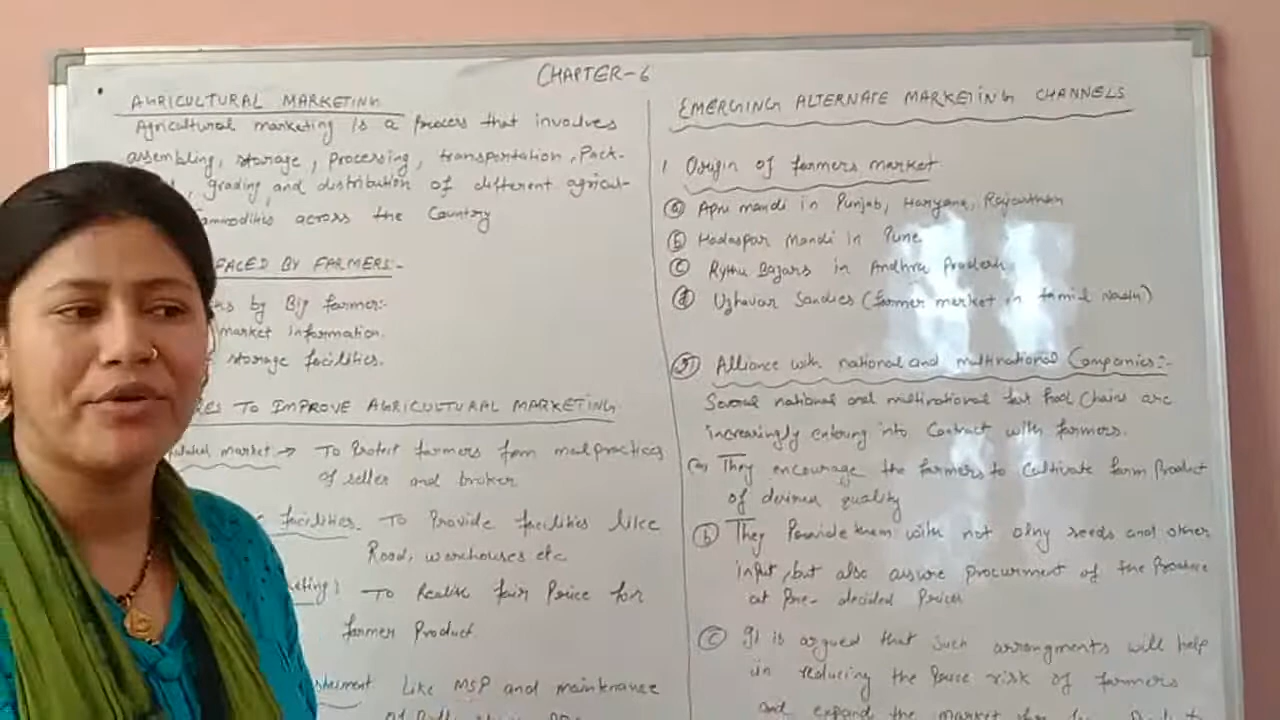 CHAPTER-6
AGRICULTURAL MARKETING
Agricultural marketing is a process that involves
assembling, storage, processing, transportation, Pack-
grading, and distribution of different agricul-
across the Country
FACED BY FARMERS:-
by Big farmer:-
market information.
storage facilities.
TO IMPROVE AGRICULTURAL MARKETING
market → To Protect farmers from malpractices
of seller and broker
facilities. To Provide facilities like
Road, warehouses etc
To Realise fair Price for
farmer Product.
Like MSP and maintenance
EMERGING ALTERNATE MARKETING CHANNELS
1 Origin of farmers market
(a) Apni mandi in Punjab, Haryana, Rajasthan
(b) Hadaspar Mandi in Pune
(c) Rythu Bajars in Andhra Pradesh
(d) Uzhavar Sandies (farmer market in tamil Nadu)
Alliance with national and multinational Companies:-
Several national and multinational fast food Chains are
increasingly entering into Contract with farmers.
(a) They encourage the farmers to cultivate farm Product
of desired quality
(b) They Provide them with not olny seeds and other
input, but also assure procurment of the Produce
at Pre-decided Prices
(c) It is argued that such arrangments will help
in reducing the Price risk of farmers
and expand the market for